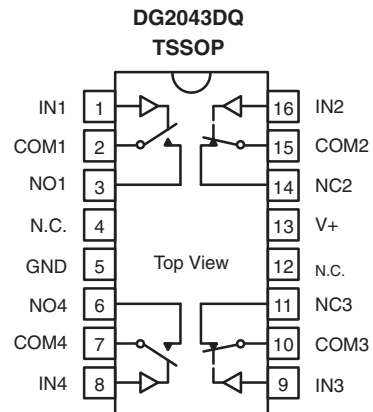 DG2043DQ
TSSOP
IN1 1 16 IN2
COM1 2 15 COM2
NO1 3 14 NC2
N.C. 4 13 V+
GND 5 Top View 12 N.C.
NO4 6 11 NC3
COM4 7 10 COM3
IN4 8 9 IN3